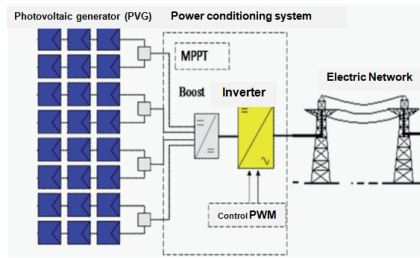 Photovoltaic generator (PVG)
Power conditioning system
MPPT
Boost
Inverter
Electric Network
Control PWM